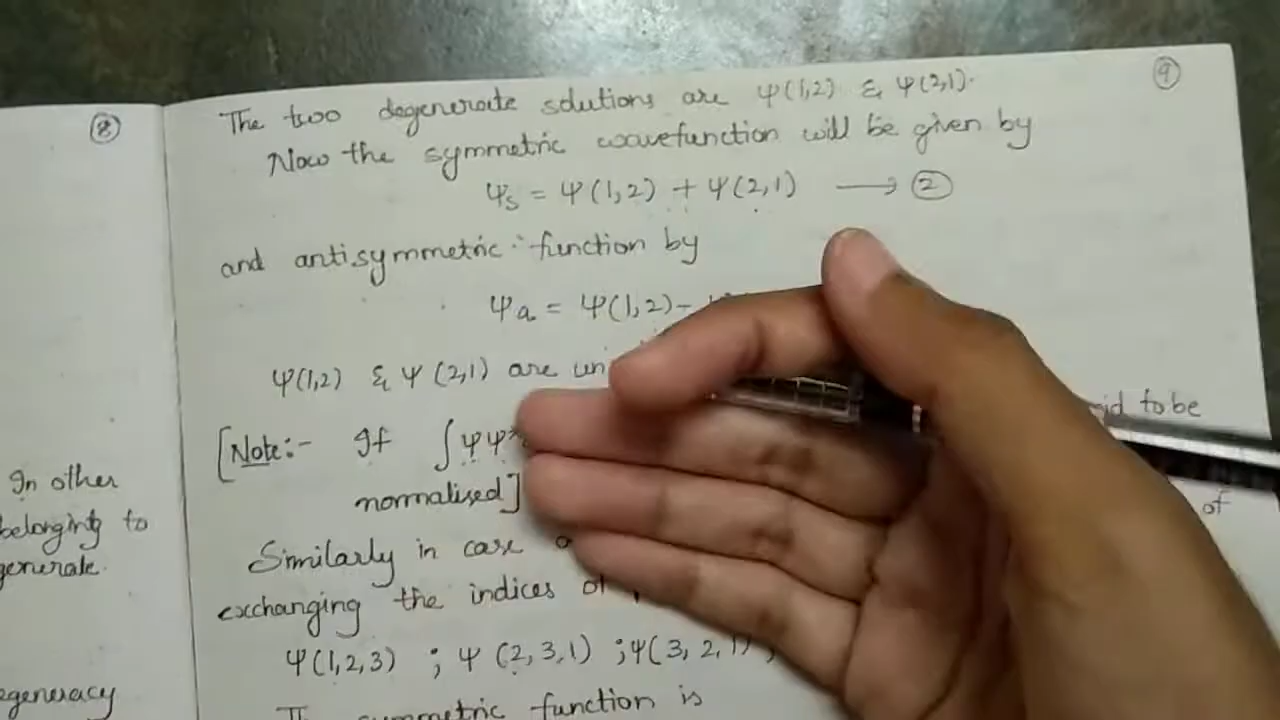 ⑧
In other
belonging to
generate.
egeneracy
⑨
The two degenerate solutions are ψ(1,2) & ψ(2,1).
Now the symmetric wavefunction will be given by
ψs = ψ(1,2) + ψ(2,1) ⟶ ②
and antisymmetric function by
ψa = ψ(1,2) -
ψ(1,2) & ψ(2,1) are
[Note:- If ∫ψψ* to be
normalised] of
Similarly in case
exchanging the indices of
ψ(1,2,3) ; ψ(2,3,1) ; ψ(3,2,1) ;
function is